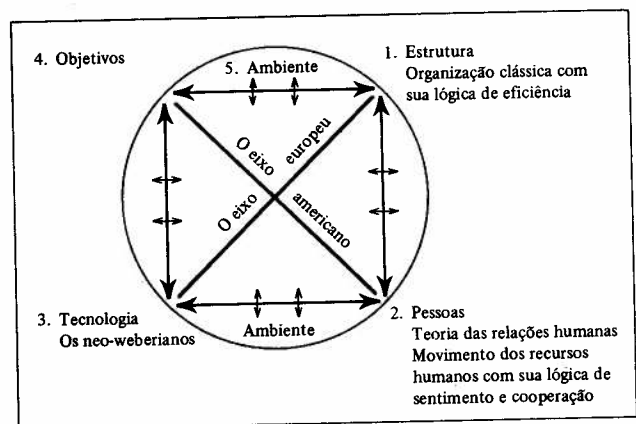 4. Objetivos
5. Ambiente
1. Estrutura
Organização clássica com
sua lógica de eficiência
O eixo europeu
O eixo americano
3. Tecnologia
Os neo-weberianos
Ambiente
2. Pessoas
Teoria das relações humanas
Movimento dos recursos
humanos com sua lógica de
sentimento e cooperação